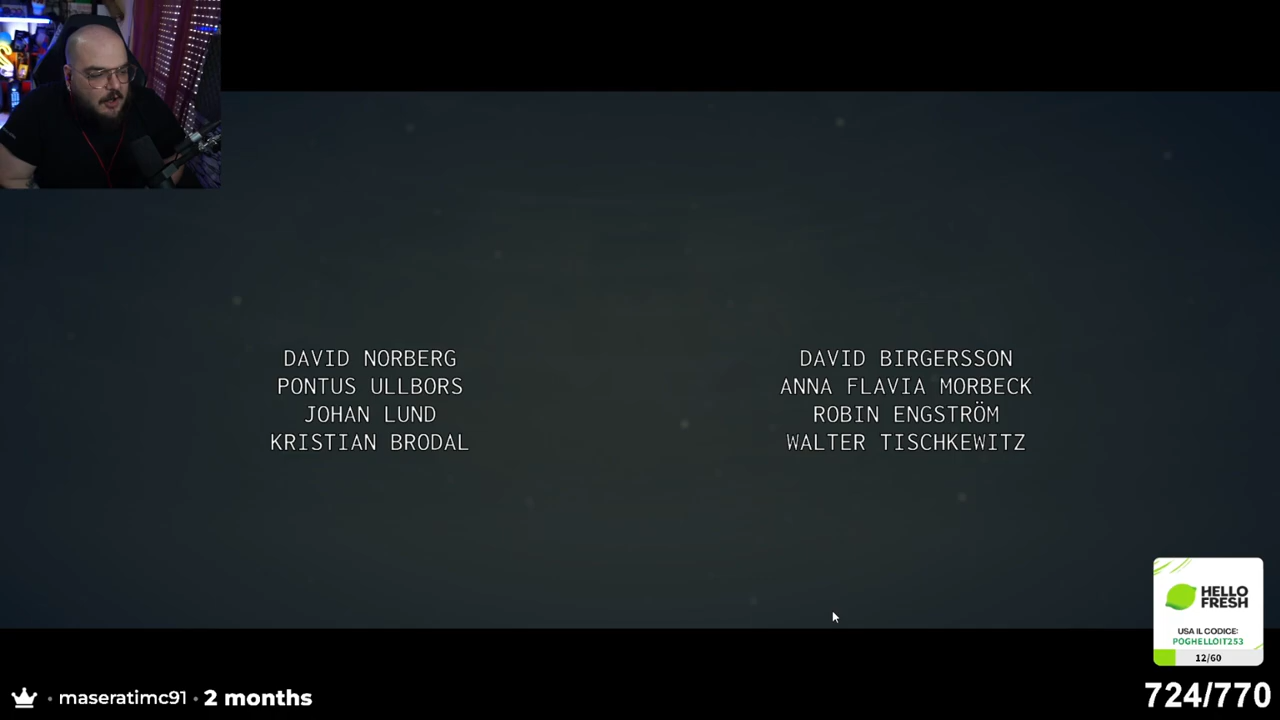 DAVID NORBERG
PONTUS ULLBORS
JOHAN LUND
KRISTIAN BRODAL
DAVID BIRGERSSON
ANNA FLAVIA MORBECK
ROBIN ENGSTRÖM
WALTER TISCHKEWITZ
HELLO
FRESH
USA IL CODICE:
POGHELLOIT253
12/60
• maseratimc91 • 2 months
724/770